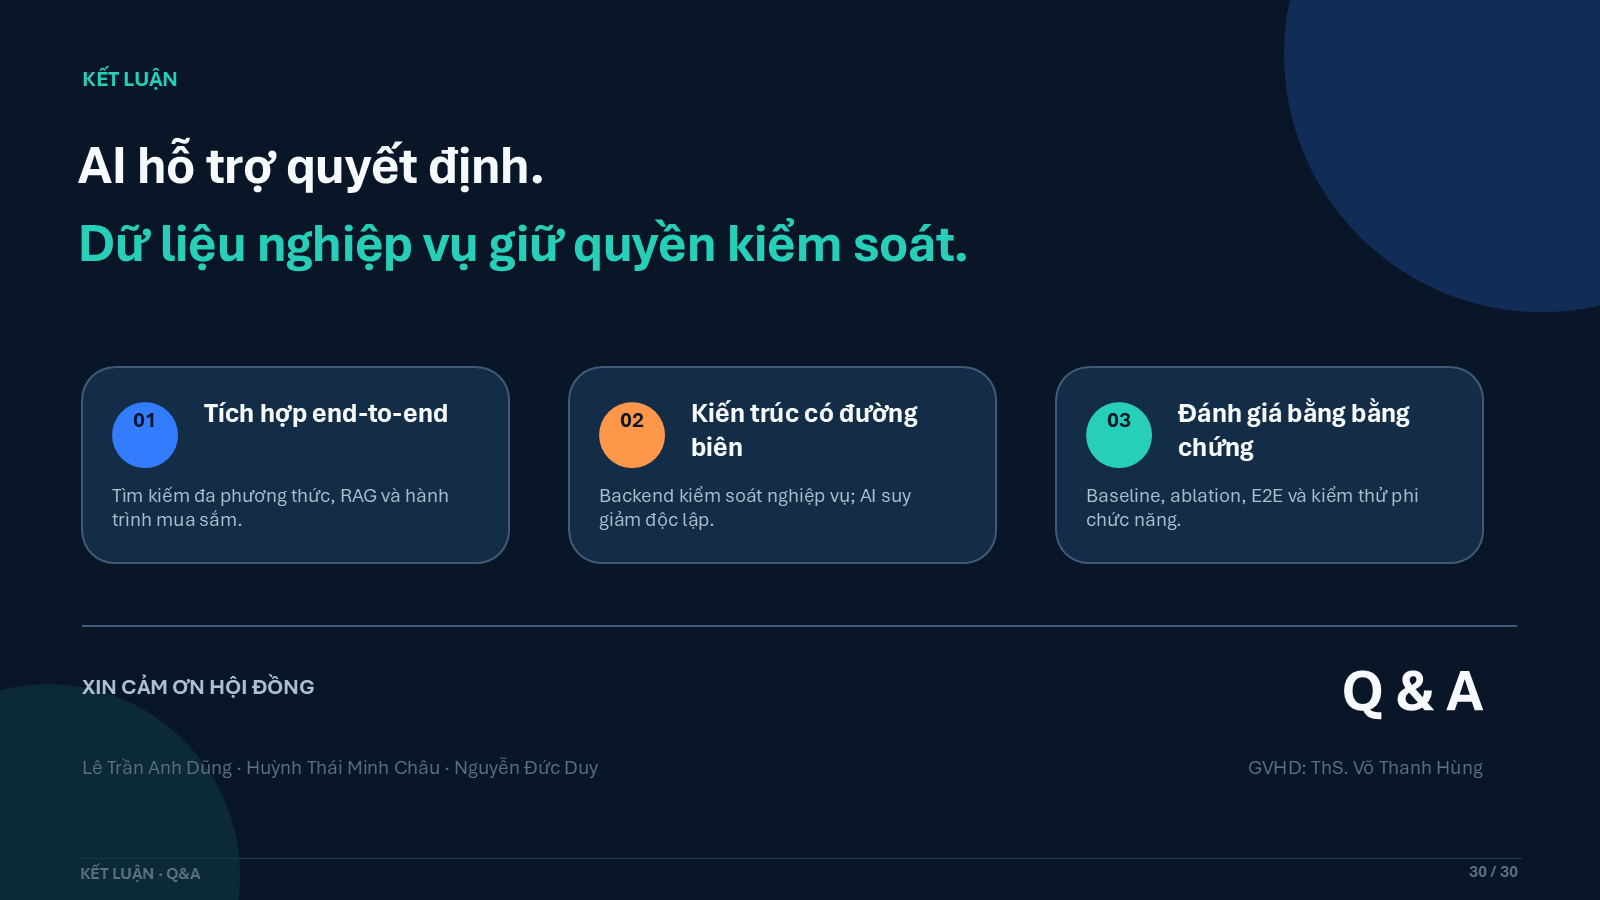 KẾT LUẬN
AI hỗ trợ quyết định.
Dữ liệu nghiệp vụ giữ quyền kiểm soát.
01
Tích hợp end-to-end
Tìm kiếm đa phương thức, RAG và hành
trình mua sắm.
02
Kiến trúc có đường
biên
Backend kiểm soát nghiệp vụ; AI suy
giảm độc lập.
03
Đánh giá bằng bằng
chứng
Baseline, ablation, E2E và kiểm thử phi
chức năng.
XIN CẢM ƠN HỘI ĐỒNG
Q & A
Lê Trần Anh Dũng · Huỳnh Thái Minh Châu · Nguyễn Đức Duy
GVHD: ThS. Võ Thanh Hùng
KẾT LUẬN · Q&A
30 / 30